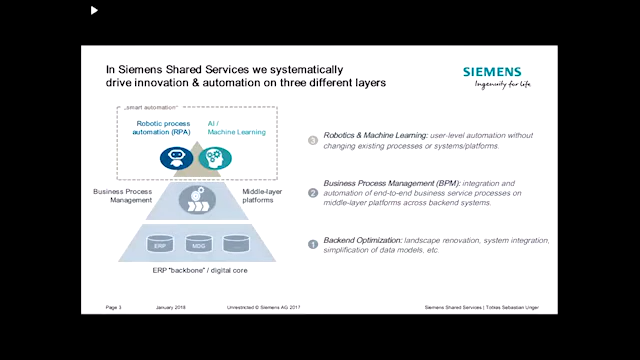 In Siemens Shared Services we systematically
drive innovation & automation on three different layers
SIEMENS
Ingenuity for life
„smart automation“
Robotic process
automation (RPA)
AI /
Machine Learning
Business Process
Management
Middle-layer
platforms
ERP
MDG
...
ERP "backbone" / digital core
3
Robotics & Machine Learning: user-level automation without
changing existing processes or systems/platforms.
2
Business Process Management (BPM): integration and
automation of end-to-end business service processes on
middle-layer platforms across backend systems.
1
Backend Optimization: landscape renovation, system integration,
simplification of data models, etc.
Page 3
January 2018
Unrestricted © Siemens AG 2017
Siemens Shared Services | Tobias Sebastian Unger